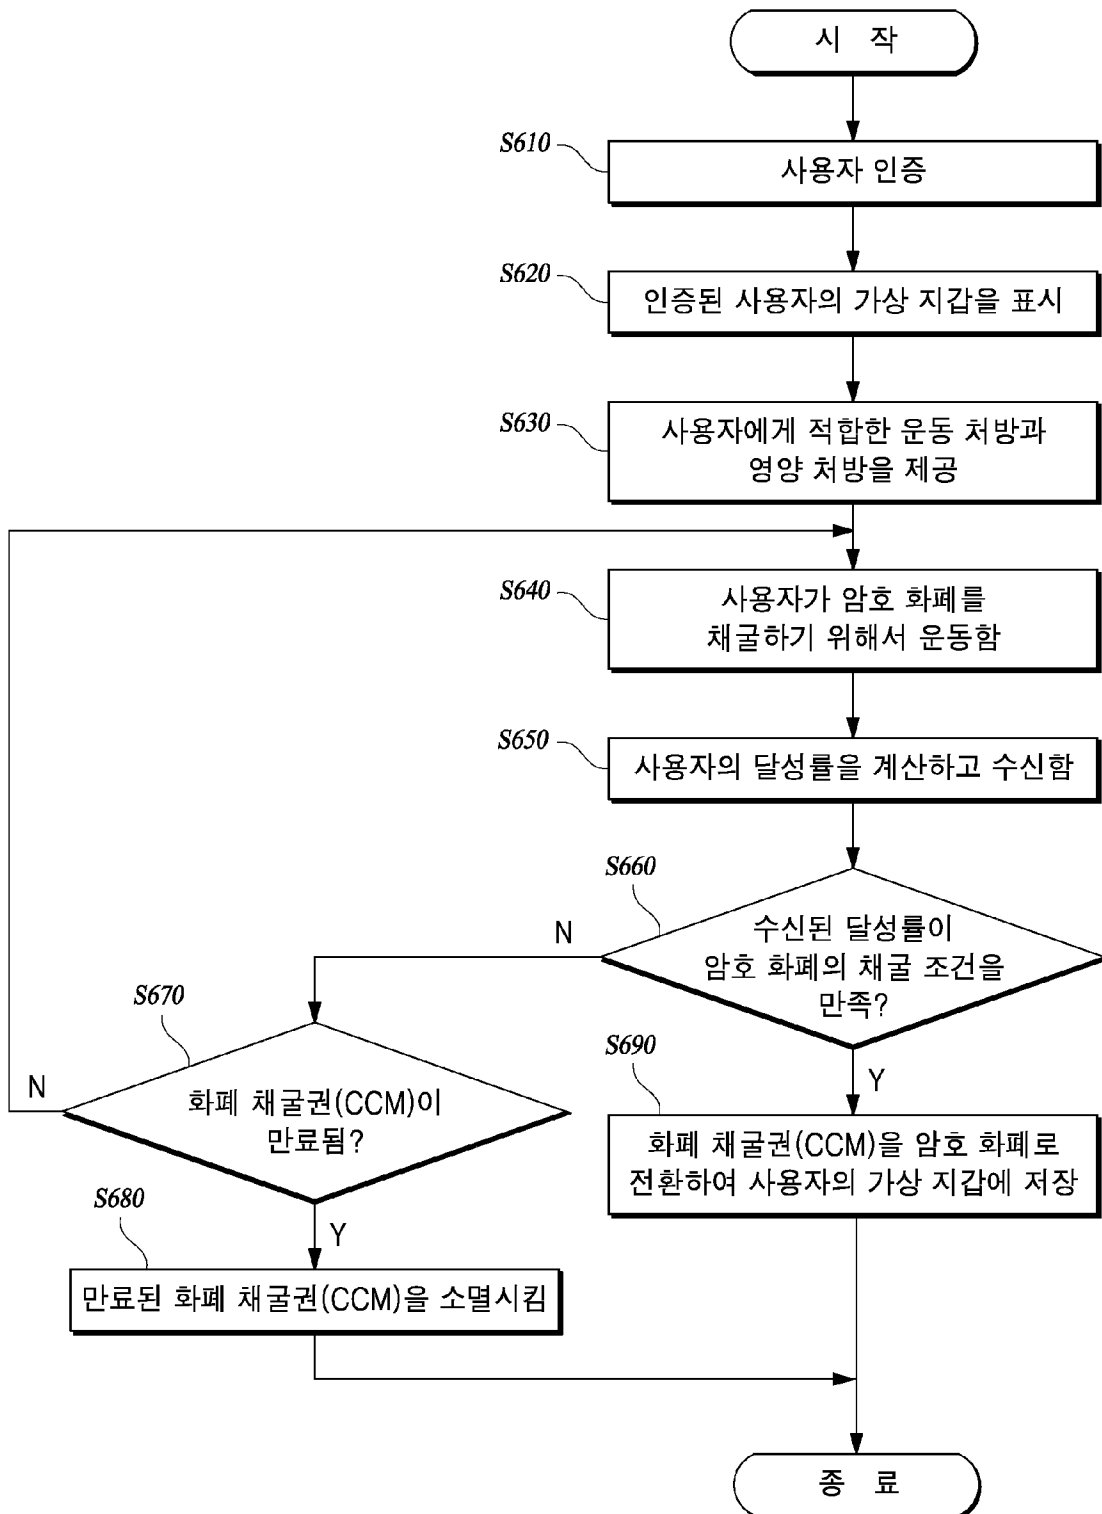 시 작
S610
사용자 인증
S620
인증된 사용자의 가상 지갑을 표시
S630
사용자에게 적합한 운동 처방과
영양 처방을 제공
S640
사용자가 암호 화폐를
채굴하기 위해서 운동함
S650
사용자의 달성률을 계산하고 수신함
S660
수신된 달성률이
암호 화폐의 채굴 조건을
만족?
N
Y
S670
화폐 채굴권(CCM)이
만료됨?
N
Y
S680
만료된 화폐 채굴권(CCM)을 소멸시킴
S690
화폐 채굴권(CCM)을 암호 화폐로
전환하여 사용자의 가상 지갑에 저장
종 료